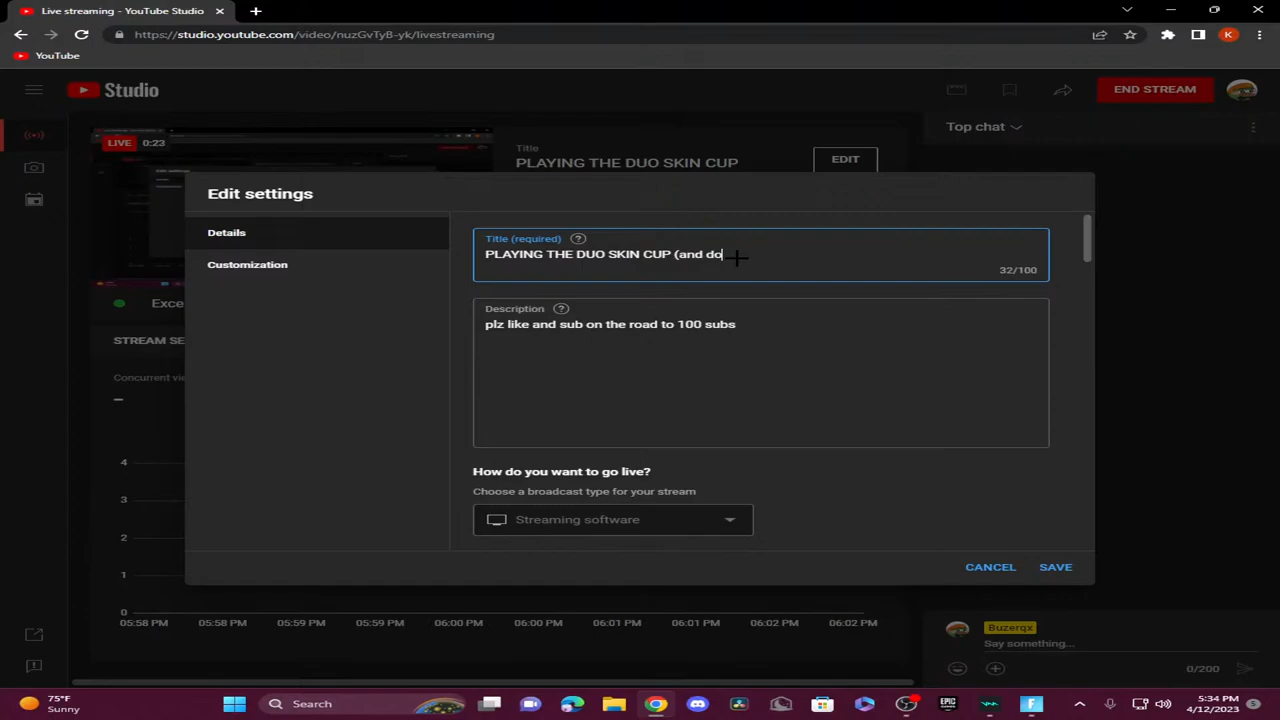 Live streaming - YouTube Studio
https://studio.youtube.com/video/nuzGvTyB-yk/livestreaming
K
YouTube
Studio
END STREAM
Top chat
LIVE 0:23
Title
PLAYING THE DUO SKIN CUP
EDIT
Edit settings
Details
Customization
Title (required)
PLAYING THE DUO SKIN CUP (and do
32/100
Description
plz like and sub on the road to 100 subs
How do you want to go live?
Choose a broadcast type for your stream
Streaming software
CANCEL
SAVE
Exce
STREAM SE
Concurrent vie
4
3
2
1
0
05:58 PM 05:58 PM 05:59 PM 05:59 PM 06:00 PM 06:00 PM 06:01 PM 06:01 PM 06:02 PM 06:02 PM
Buzerqx
Say something...
0/200
75°F
Sunny
Search
5:34 PM
4/12/2023